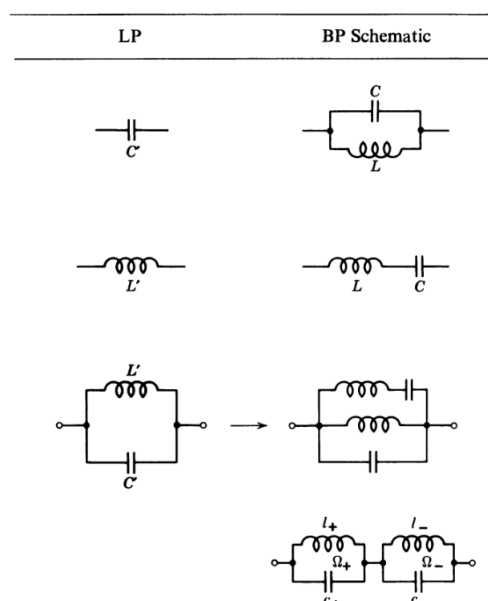 LP BP Schematic
C
C′
L
L′
L C
L′
C′
l₊ l₋
Ω₊ Ω₋